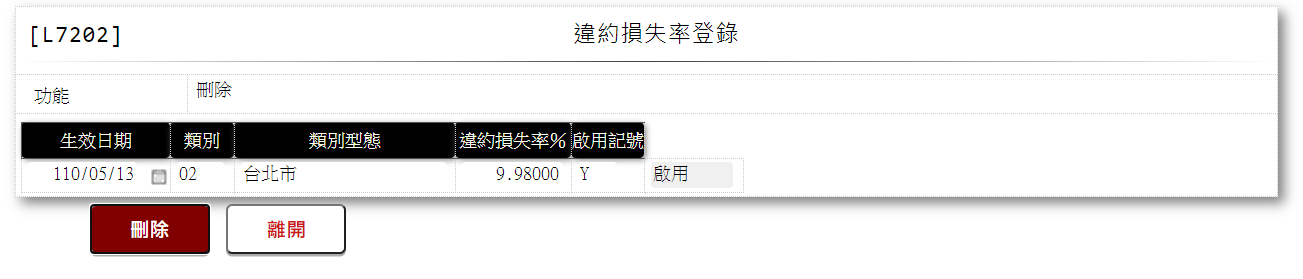 [L7202] 違約損失率登錄
功能 刪除
生效日期 類別 類別型態 違約損失率% 啟用記號
110/05/13 02 台北市 9.98000 Y 啟用
刪除 離開